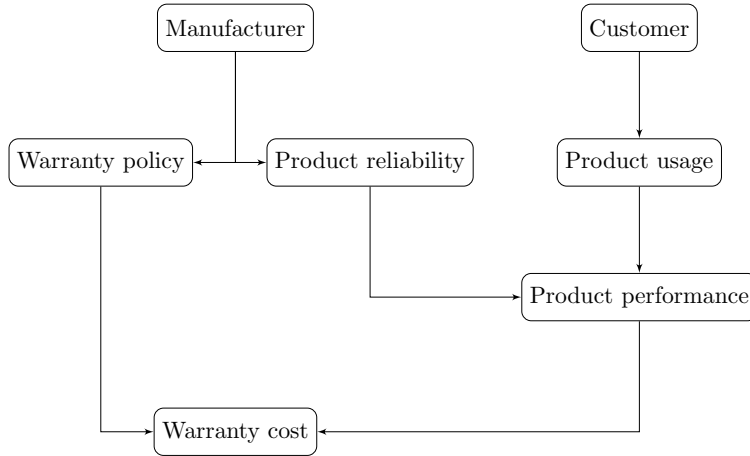 Manufacturer
Customer
Warranty policy
Product reliability
Product usage
Product performance
Warranty cost